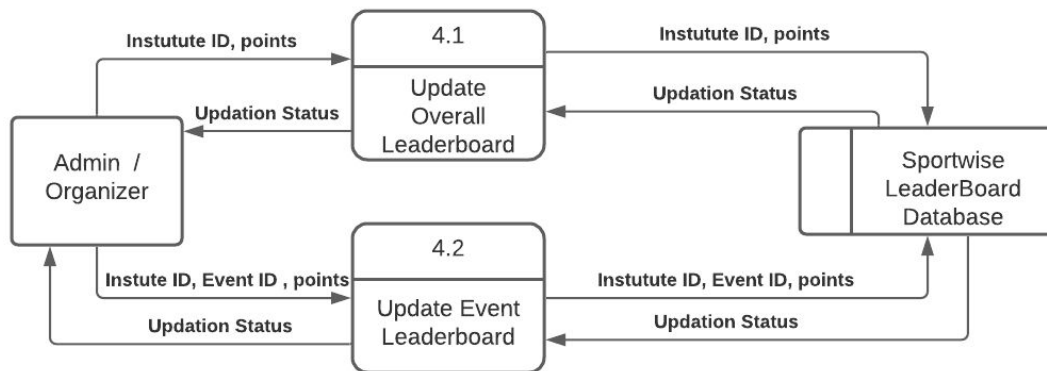 Instutute ID, points
4.1
Instutute ID, points
Updation Status
Update
Overall
Leaderboard
Updation Status
Admin /
Organizer
Sportwise
LeaderBoard
Database
4.2
Instute ID, Event ID , points
Instutute ID, Event ID, points
Update Event
Leaderboard
Updation Status
Updation Status